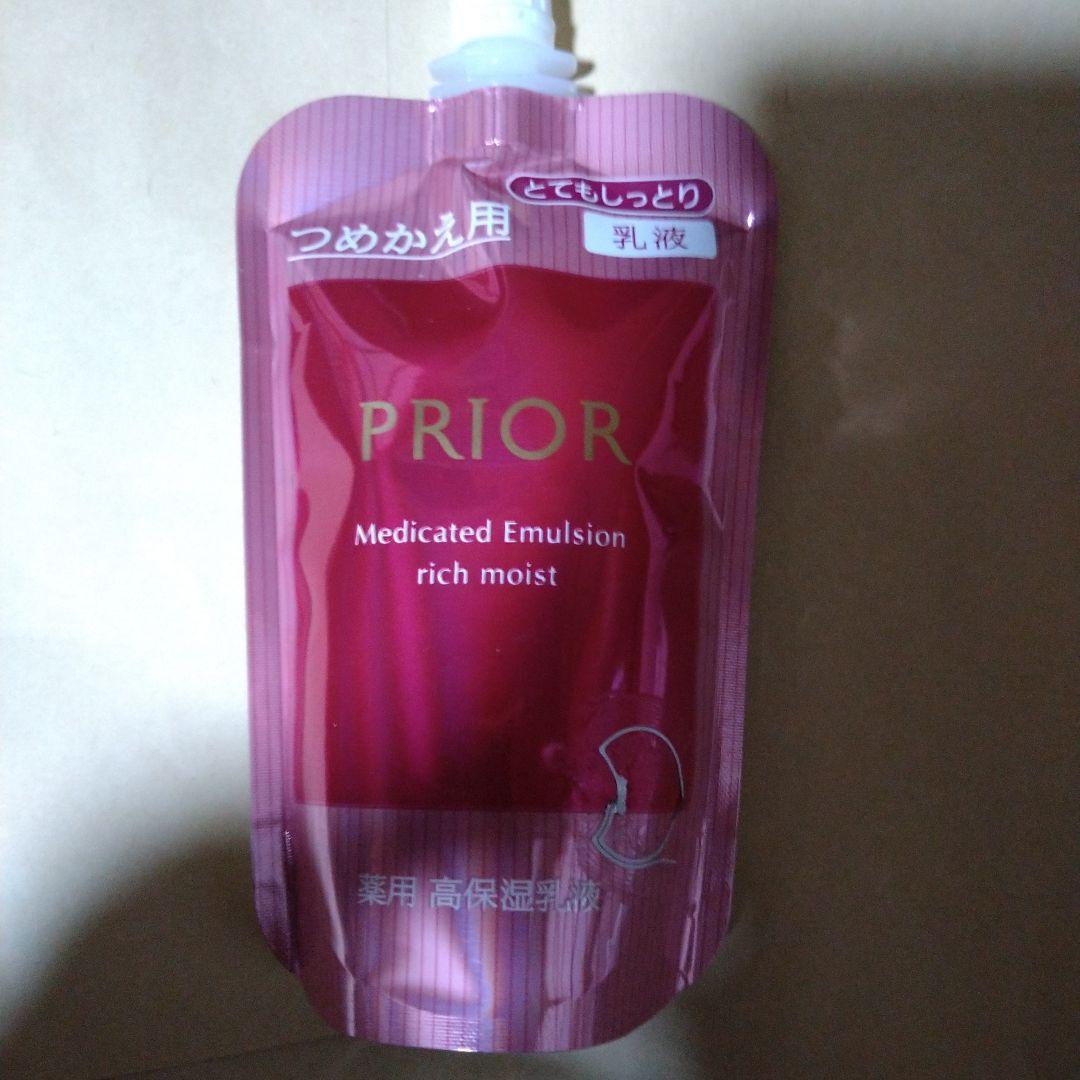 とてもしっとり
つめかえ用
乳液
PRIOR
Medicated Emulsion
rich moist
薬用 高保湿乳液